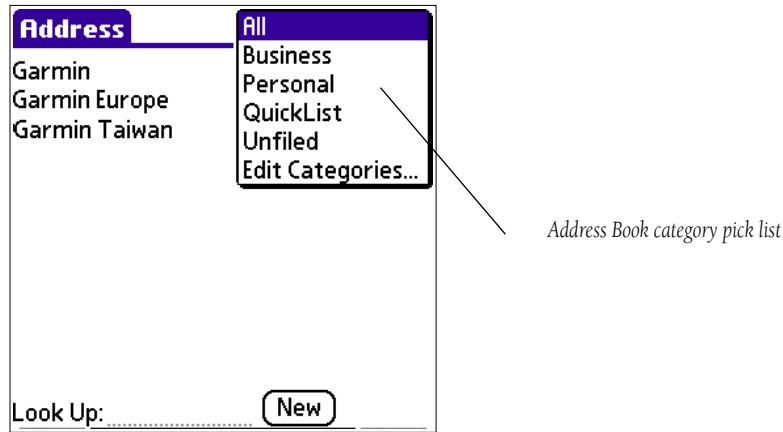 Address
All
Business
Personal
QuickList
Unfiled
Edit Categories...
Garmin
Garmin Europe
Garmin Taiwan
Address Book category pick list
Look Up:
New